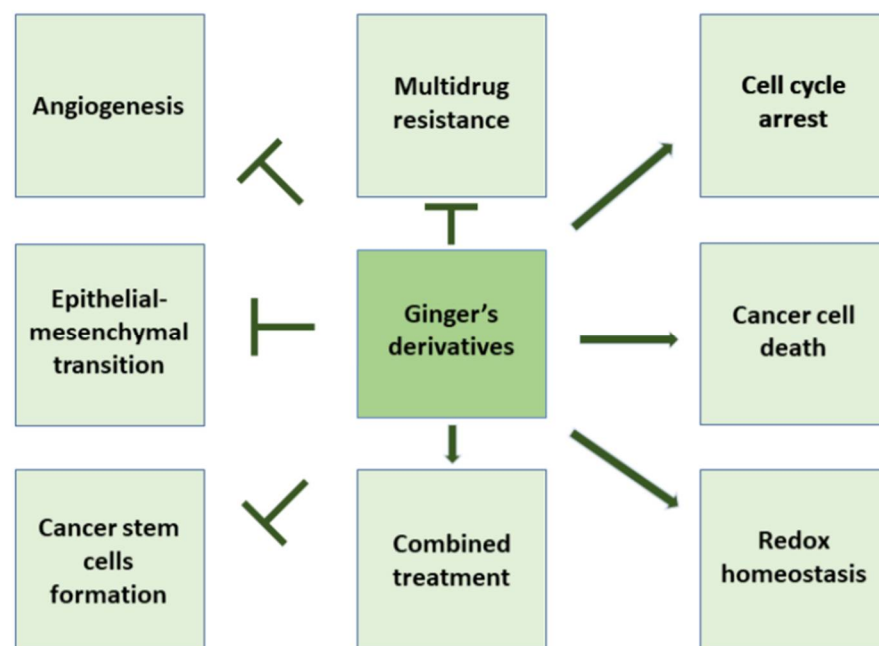 Angiogenesis
Multidrug
resistance
Cell cycle
arrest
Epithelial-
mesenchymal
transition
Ginger’s
derivatives
Cancer cell
death
Cancer stem
cells
formation
Combined
treatment
Redox
homeostasis